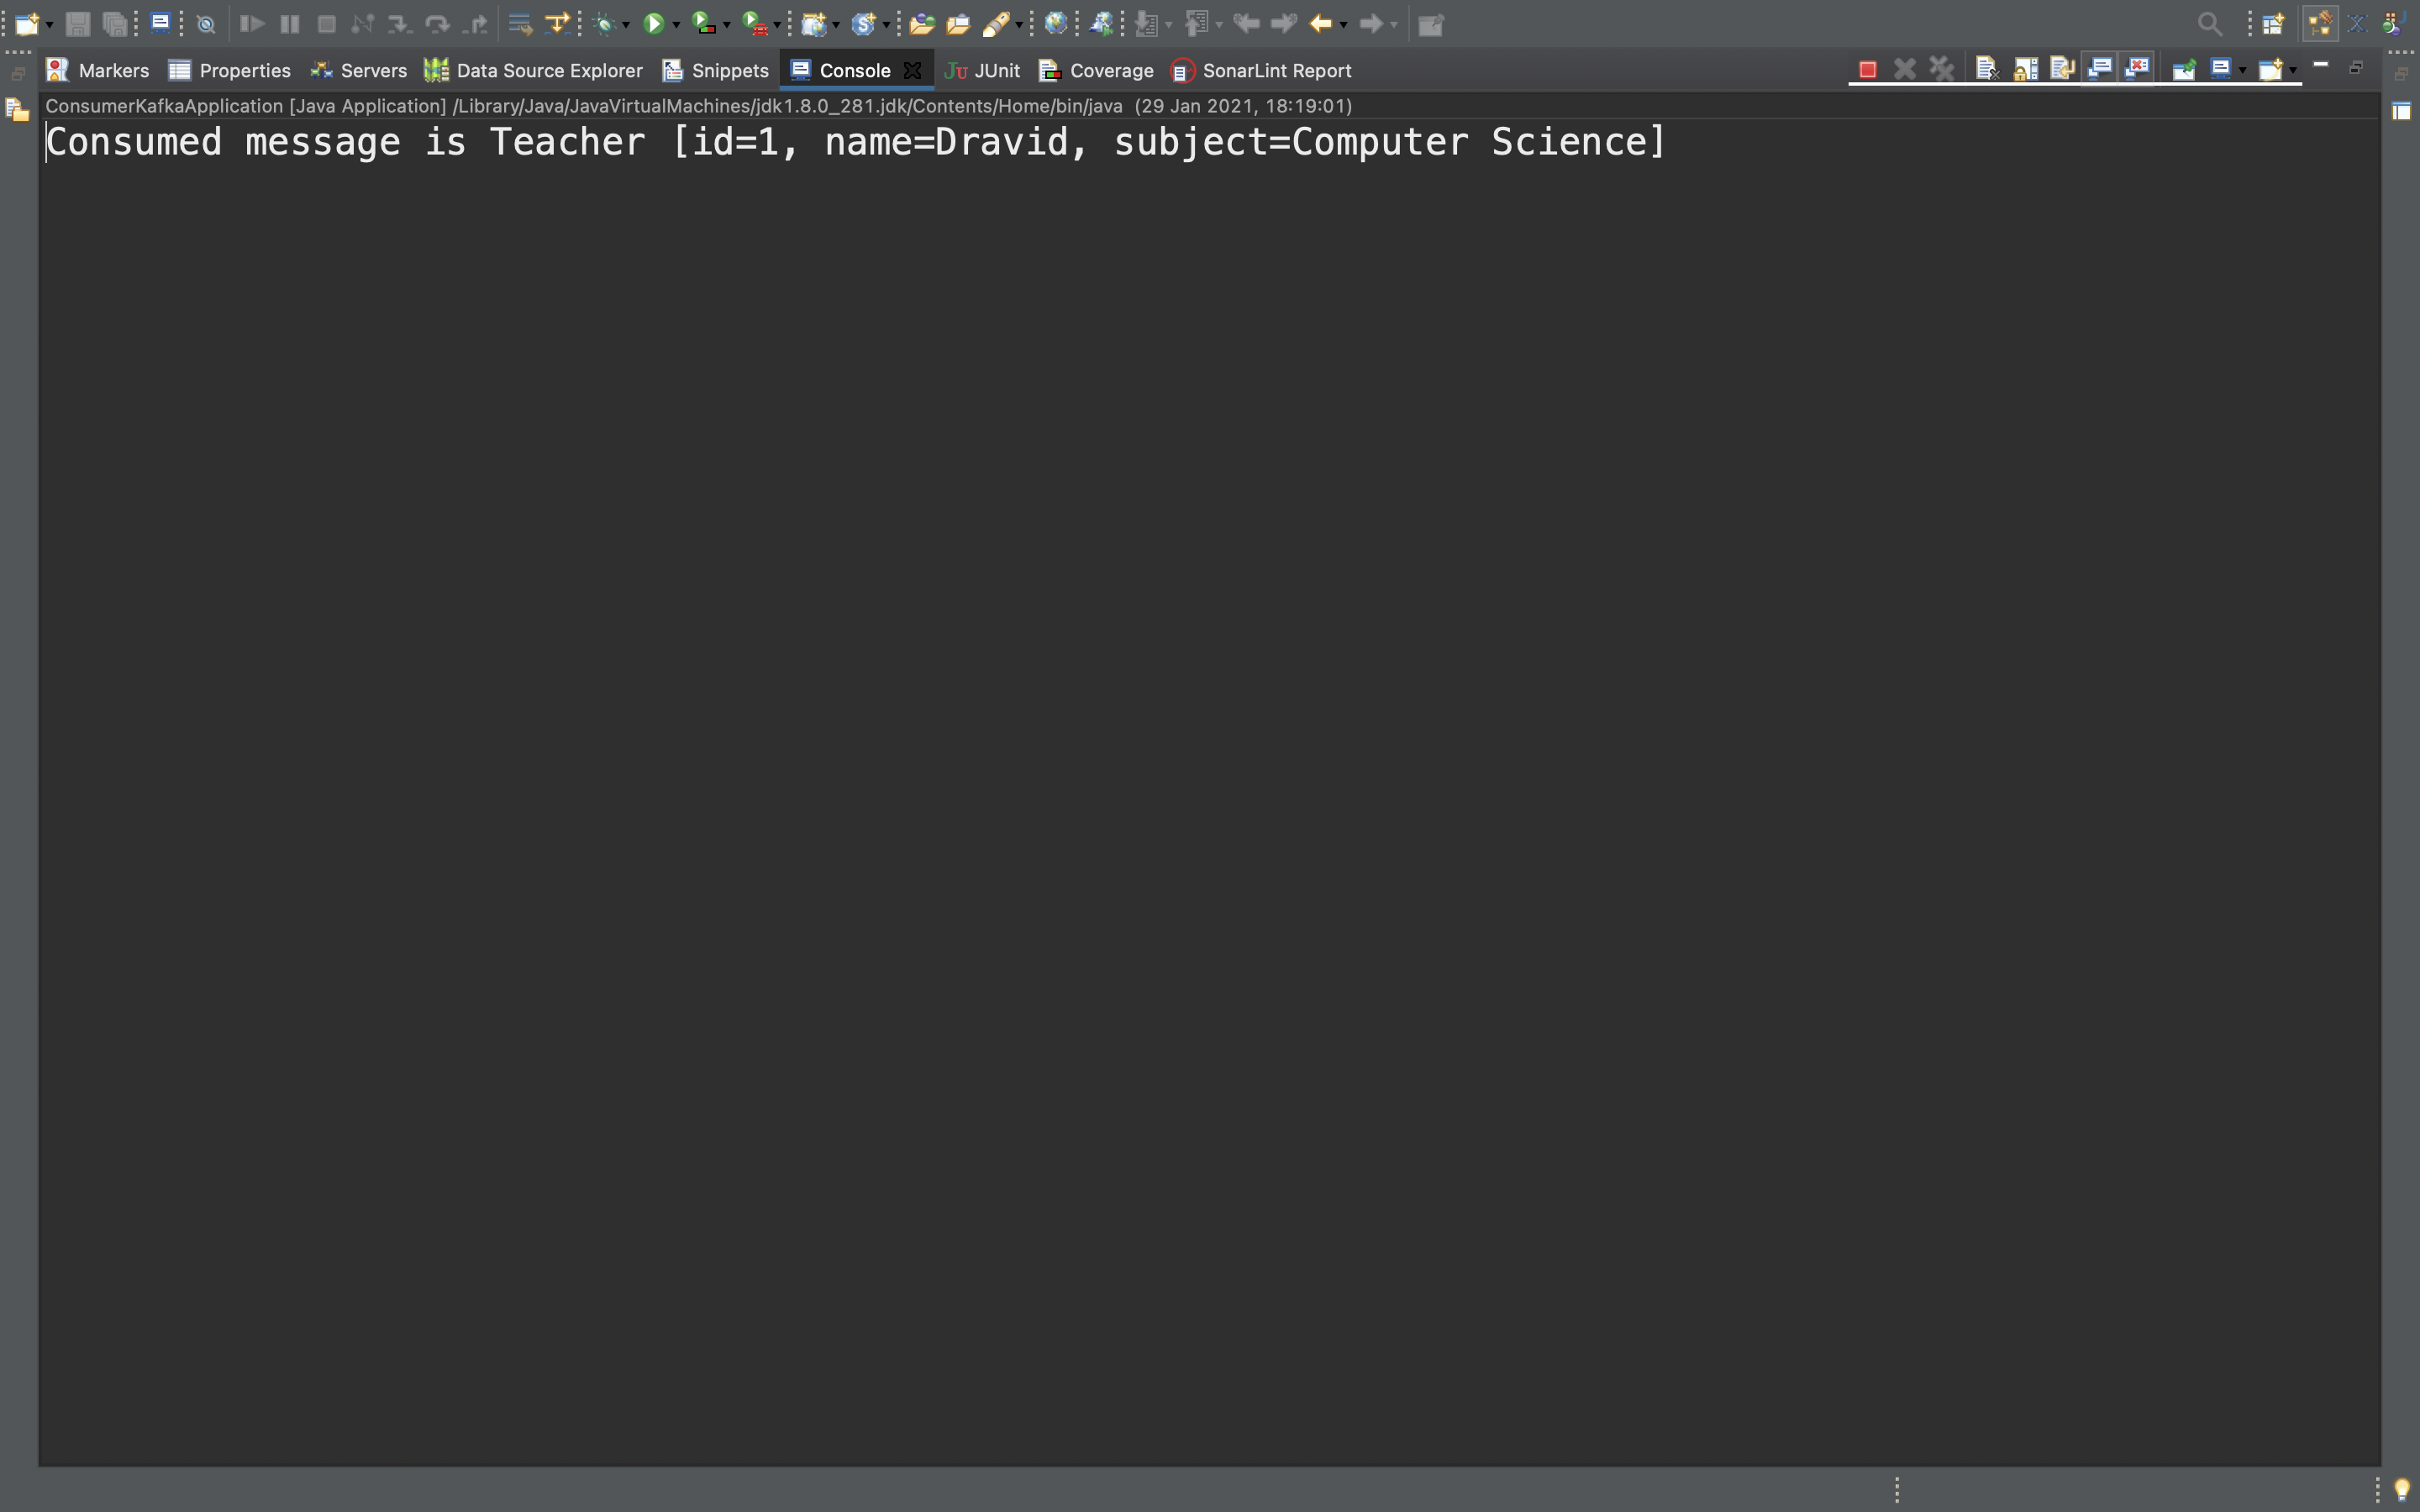 Markers Properties Servers Data Source Explorer Snippets Console JUnit Coverage SonarLint Report
ConsumerKafkaApplication [Java Application] /Library/Java/JavaVirtualMachines/jdk1.8.0_281.jdk/Contents/Home/bin/java (29 Jan 2021, 18:19:01)
Consumed message is Teacher [id=1, name=Dravid, subject=Computer Science]